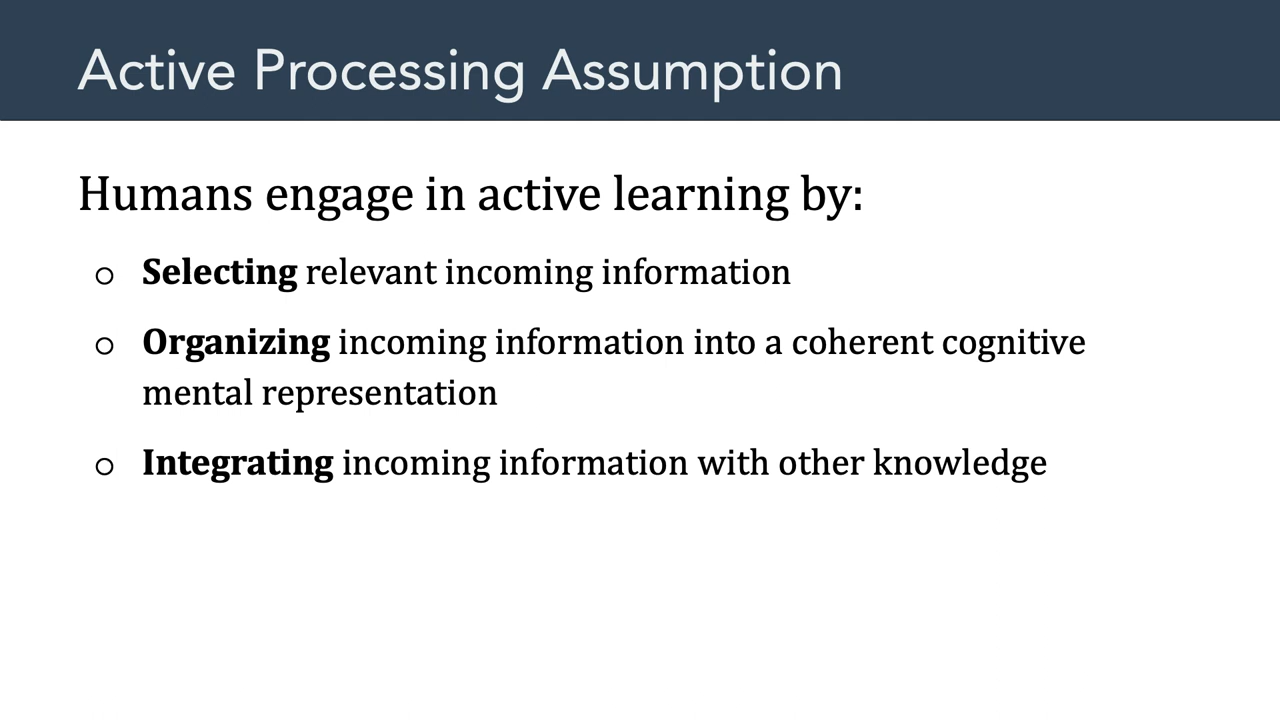 Active Processing Assumption
Humans engage in active learning by:
Selecting relevant incoming information
Organizing incoming information into a coherent cognitive
mental representation
Integrating incoming information with other knowledge